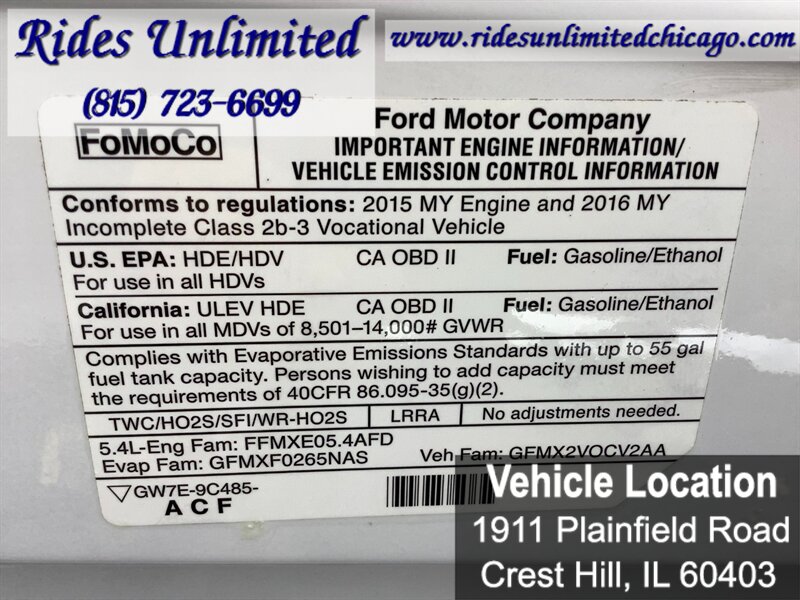 Rides Unlimited
www.ridesunlimitedchicago.com
(815) 723-6699
FoMoCo
Ford Motor Company
IMPORTANT ENGINE INFORMATION/
VEHICLE EMISSION CONTROL INFORMATION
Conforms to regulations: 2015 MY Engine and 2016 MY
Incomplete Class 2b-3 Vocational Vehicle
U.S. EPA: HDE/HDV CA OBD II Fuel: Gasoline/Ethanol
For use in all HDVs
California: ULEV HDE CA OBD II Fuel: Gasoline/Ethanol
For use in all MDVs of 8,501–14,000# GVWR
Complies with Evaporative Emissions Standards with up to 55 gal
fuel tank capacity. Persons wishing to add capacity must meet
the requirements of 40CFR 86.095-35(g)(2).
TWC/HO2S/SFI/WR-HO2S LRRA No adjustments needed.
5.4L-Eng Fam: FFMXE05.4AFD
Evap Fam: GFMXF0265NAS Veh Fam: GFMX2VOCV2AA
GW7E-9C485-
ACF
Vehicle Location
1911 Plainfield Road
Crest Hill, IL 60403